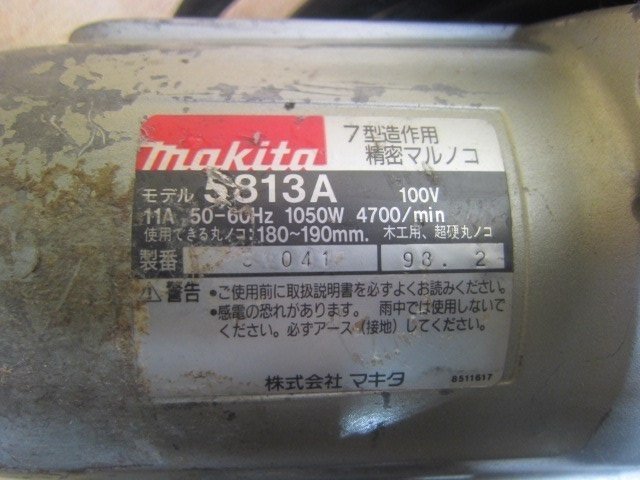 makita
7型造作用
精密マルノコ
モデル 5813A 100V
11A 50-60Hz 1050W 4700/min
使用できる丸ノコ:180~190mm. 木工用、超硬丸ノコ
製番 041 93. 2
⚠警告 •ご使用前に取扱説明書を必ずよくお読みください。
•感電の恐れがあります。 雨中では使用しないで
ください。必ずアース(接地)してください。
株式会社 マキタ 8511617